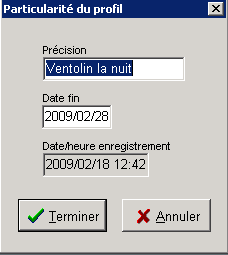 Particularité du profil
Précision
Ventolin la nuit
Date fin
2009/02/28
Date/heure enregistrement
2009/02/18 12:42
Terminer
Annuler